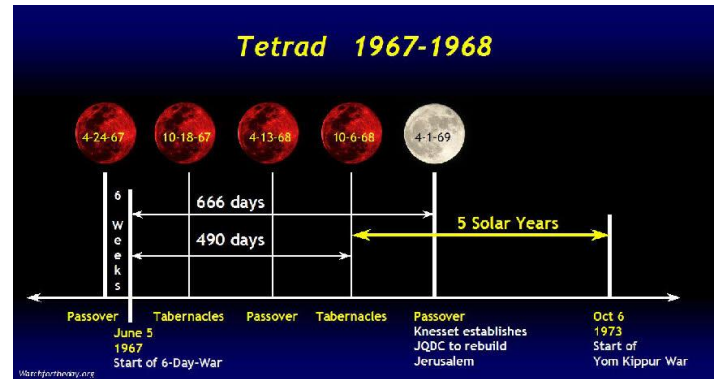 Tetrad 1967-1968
4-24-67 10-18-67 4-13-68 10-6-68 4-1-69
6 Weeks
666 days
490 days
5 Solar Years
Passover Tabernacles Passover Tabernacles Passover
June 5
1967
Start of 6-Day-War
Knesset establishes
JQDC to rebuild
Jerusalem
Oct 6
1973
Start of
Yom Kippur War
Watchfortheday.org